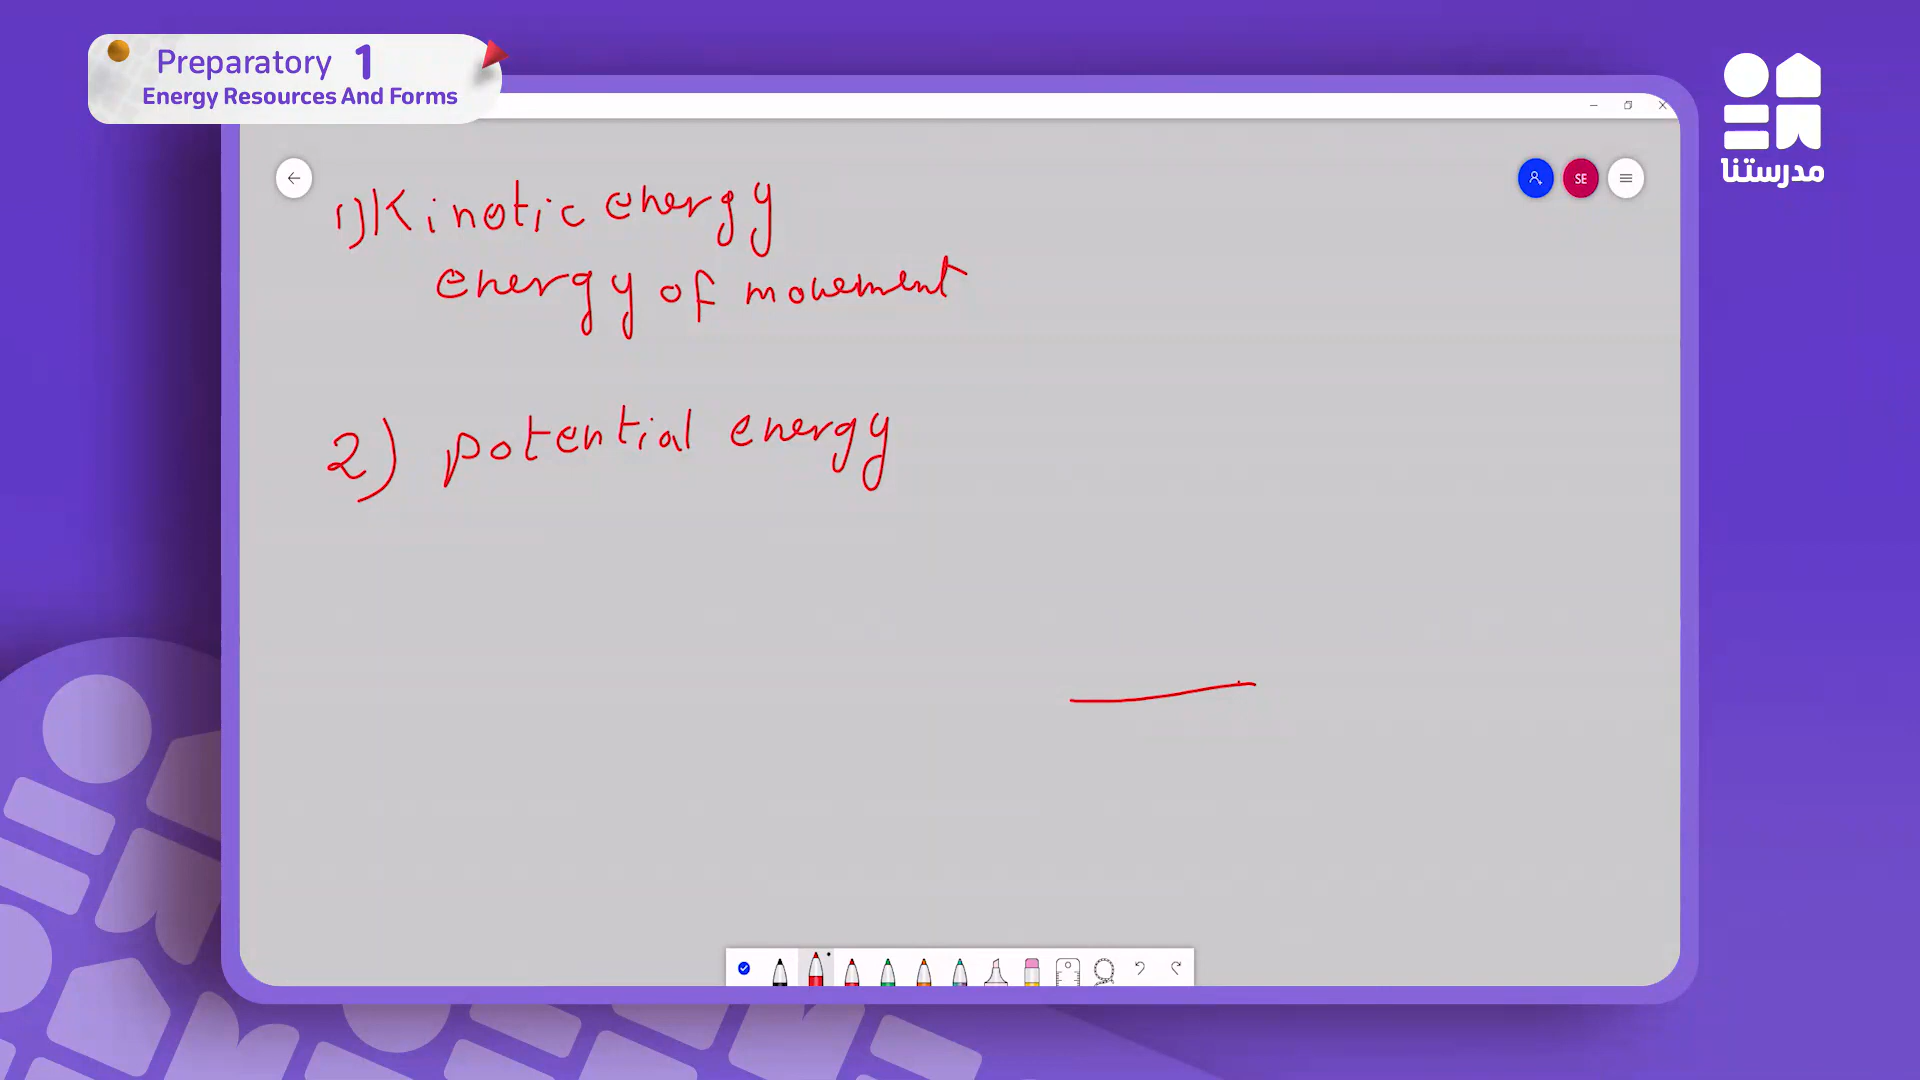 Preparatory 1
Energy Resources And Forms
مدرستنا
SE
1) Kinetic energy
energy of movement
2) potential energy